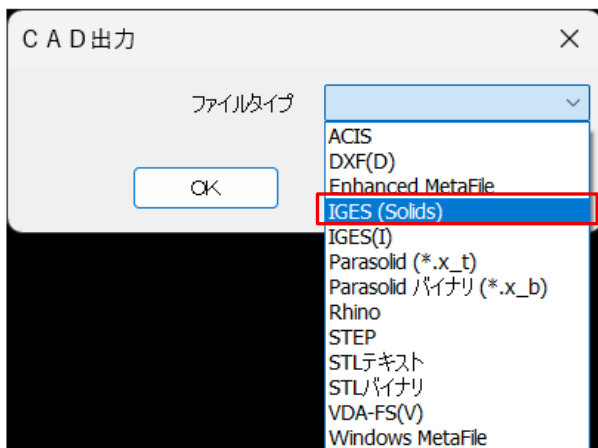 ＣＡＤ出力
ファイルタイプ
ACIS
DXF(D)
Enhanced MetaFile
OK
IGES (Solids)
IGES(I)
Parasolid (*.x_t)
Parasolid バイナリ (*.x_b)
Rhino
STEP
STLテキスト
STLバイナリ
VDA-FS(V)
Windows MetaFile